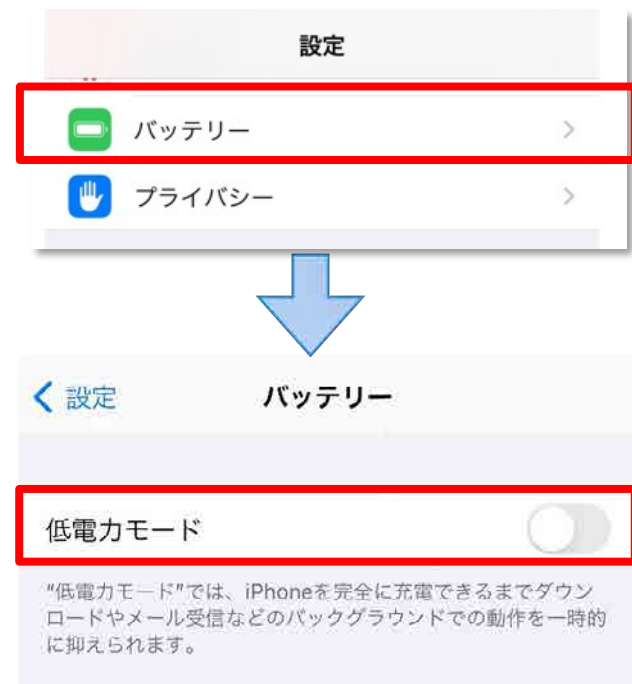 設定
バッテリー
プライバシー
設定
バッテリー
低電力モード
“低電力モード”では、iPhoneを完全に充電できるまでダウン
ロードやメール受信などのバックグラウンドでの動作を一時的
に抑えられます。